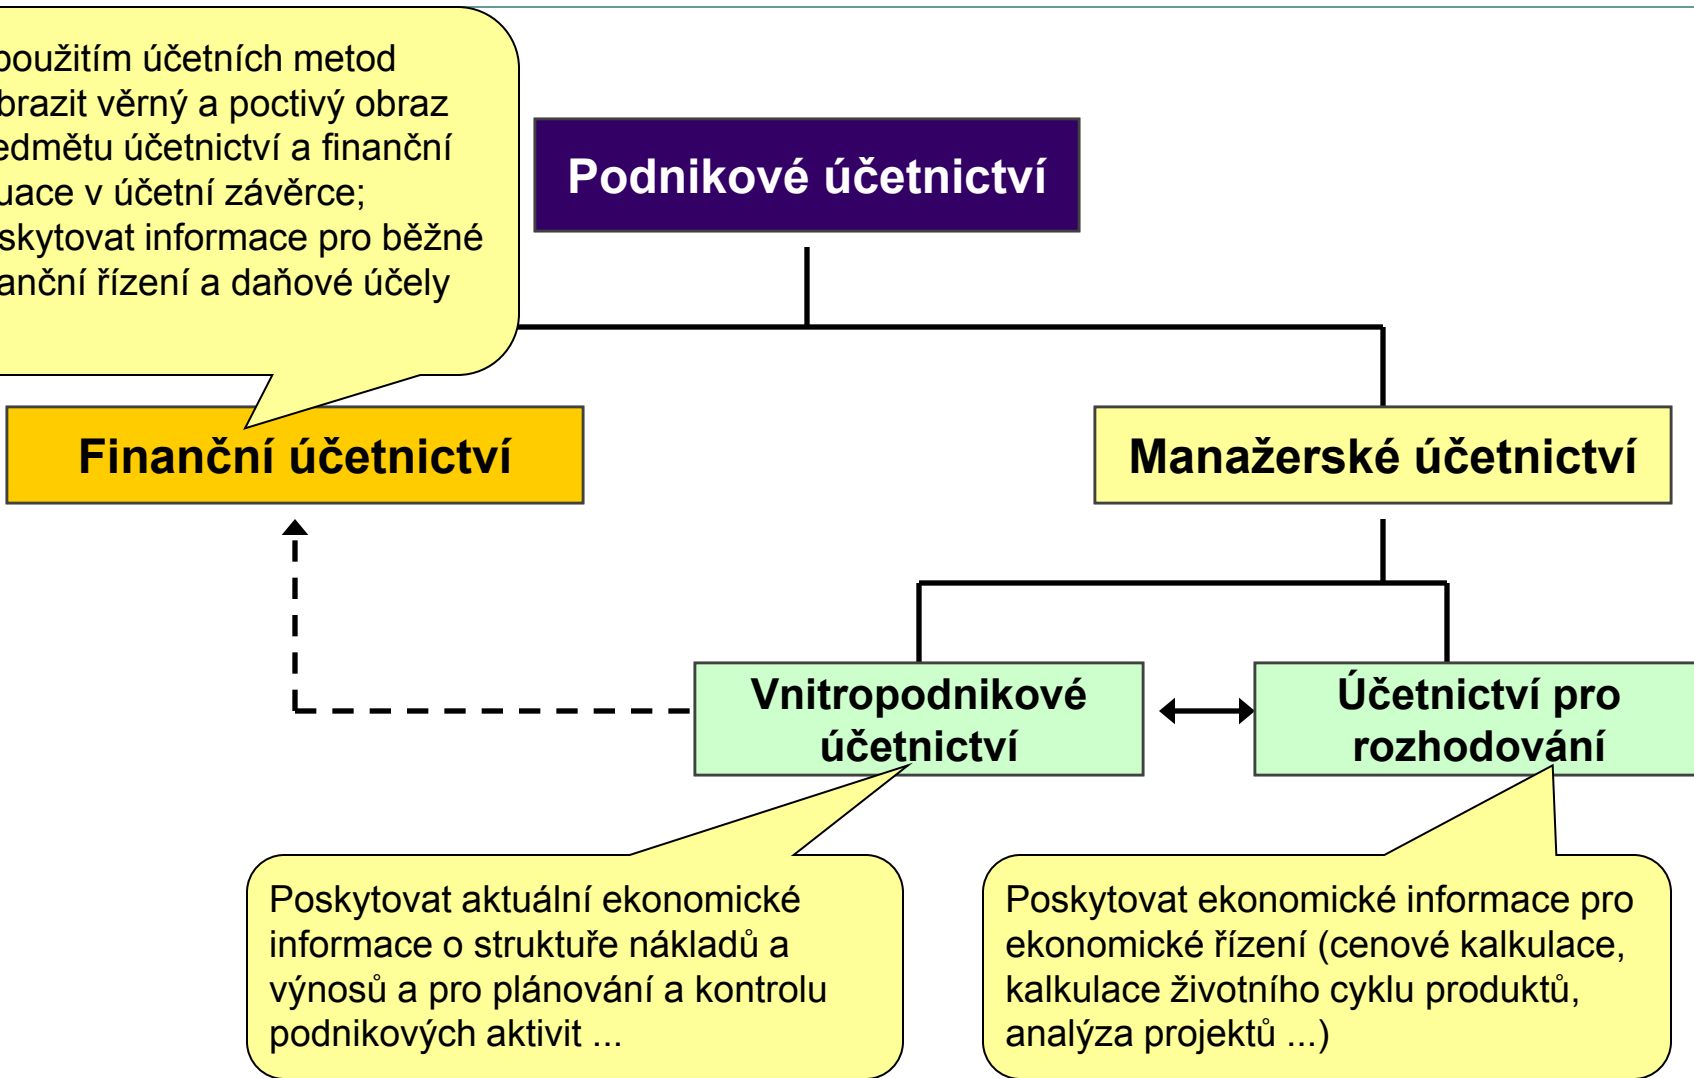 použitím účetních metod
brazit věrný a poctivý obraz
edmětu účetnictví a finanční
uace v účetní závěrce;
skytovat informace pro běžné
anční řízení a daňové účely
Podnikové účetnictví
Finanční účetnictví
Manažerské účetnictví
Vnitropodnikové
účetnictví
Účetnictví pro
rozhodování
Poskytovat aktuální ekonomické
informace o struktuře nákladů a
výnosů a pro plánování a kontrolu
podnikových aktivit ...
Poskytovat ekonomické informace pro
ekonomické řízení (cenové kalkulace,
kalkulace životního cyklu produktů,
analýza projektů ...)